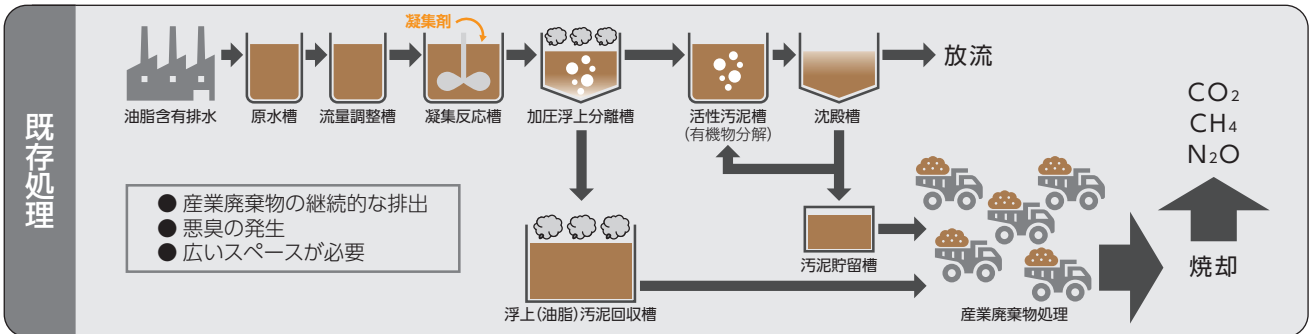 既存処理
凝集剤
油脂含有排水
原水槽
流量調整槽
凝集反応槽
加圧浮上分離槽
活性汚泥槽
(有機物分解)
沈殿槽
放流
● 産業廃棄物の継続的な排出
● 悪臭の発生
● 広いスペースが必要
浮上(油脂)汚泥回収槽
汚泥貯留槽
産業廃棄物処理
焼却
CO2
CH4
N2O